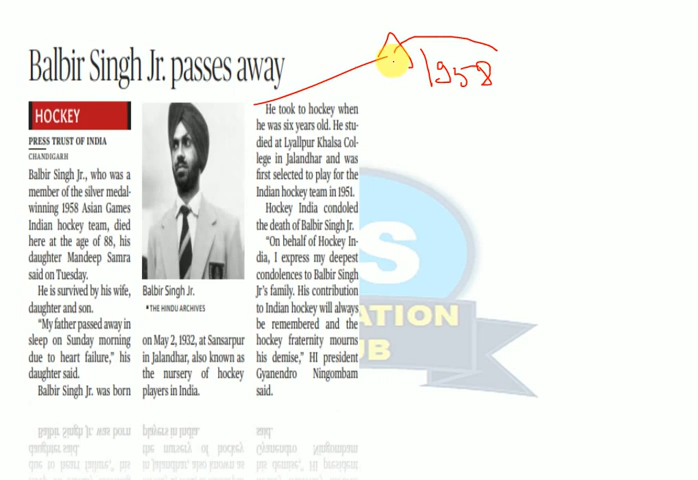 Balbir Singh Jr. passes away
1958
HOCKEY
PRESS TRUST OF INDIA
CHANDIGARH
Balbir Singh Jr., who was a
member of the silver medal-
winning 1958 Asian Games
Indian hockey team, died
here at the age of 88, his
daughter Mandeep Samra
said on Tuesday.
He is survived by his wife,
daughter and son.
“My father passed away in
sleep on Sunday morning
due to heart failure,” his
daughter said.
Balbir Singh Jr. was born
Balbir Singh Jr.
•THE HINDU ARCHIVES
on May 2, 1932, at Sansarpur
in Jalandhar, also known as
the nursery of hockey
players in India.
He took to hockey when
he was six years old. He stu-
died at Lyallpur Khalsa Col-
lege in Jalandhar and was
first selected to play for the
Indian hockey team in 1951.
Hockey India condoled
the death of Balbir Singh Jr.
“On behalf of Hockey In-
dia, I express my deepest
condolences to Balbir Singh
Jr’s family. His contribution
to Indian hockey will always
be remembered and the
hockey fraternity mourns
his demise,” HI president
Gyanendro Ningombam
said.
S
ATION
UB